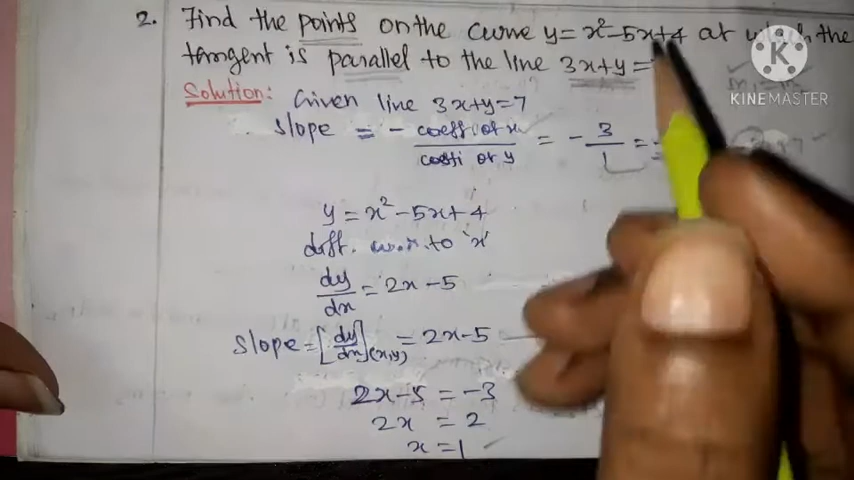 2. Find the points on the curve y = x² - 5x + 4 at which the
tangent is parallel to the line 3x + y =
Solution: Given line 3x + y = 7
slope = - coeffi. of x / coeffi of y = - 3/1 =
y = x² - 5x + 4
diff. w.r. to 'x'
dy/dx = 2x - 5
slope = [dy/dx](x,y) = 2x - 5
2x - 5 = -3
2x = 2
x = 1
K
KINEMASTER